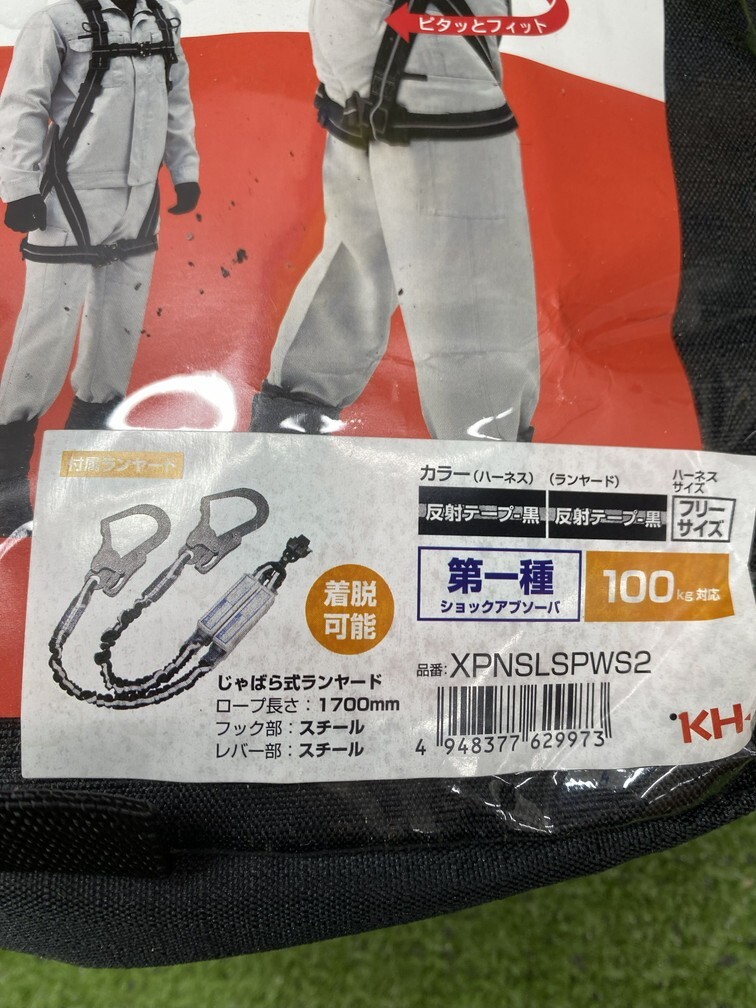 ピタッとフィット
付属ランヤード
着脱
可能
じゃばら式ランヤード
ロープ長さ：1700mm
フック部：スチール
レバー部：スチール
カラー（ハーネス）（ランヤード）
反射テープ-黒 反射テープ-黒
ハーネス
サイズ
フリー
サイズ
第一種
ショックアブソーバ
100kg対応
品番：XPNSLSPWS2
4 948377 629973
KH